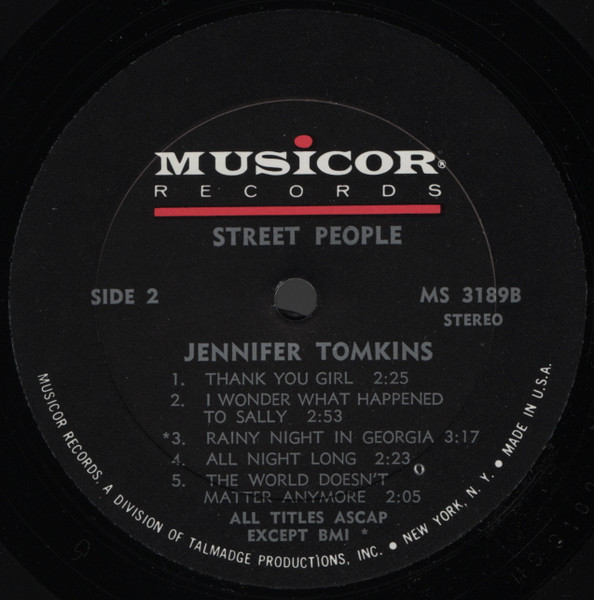 MUSICOR®
RECORDS
STREET PEOPLE
SIDE 2
MS 3189B
STEREO
JENNIFER TOMKINS
1. THANK YOU GIRL 2:25
2. I WONDER WHAT HAPPENED
TO SALLY 2:53
*3. RAINY NIGHT IN GEORGIA 3:17
4. ALL NIGHT LONG 2:23
5. THE WORLD DOESN'T
MATTER ANYMORE 2:05
ALL TITLES ASCAP
EXCEPT BMI *
MUSICOR RECORDS, A DIVISION OF TALMADGE PRODUCTIONS, INC. ● NEW YORK, N. Y. ● MADE IN U.S.A.